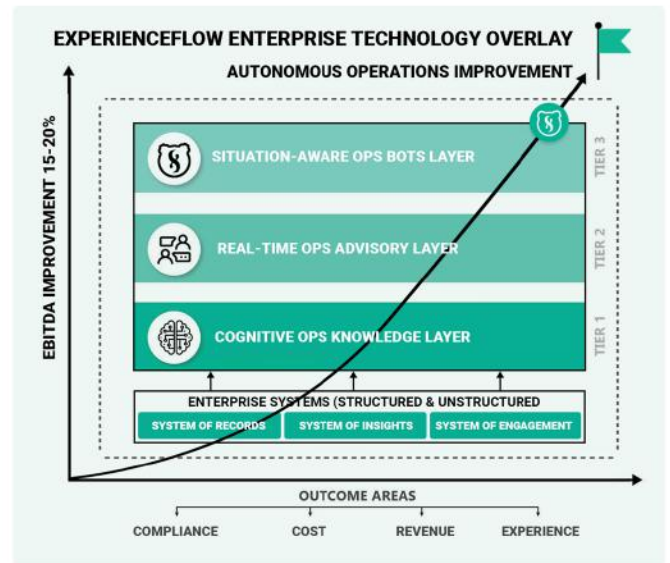 EXPERIENCEFLOW ENTERPRISE TECHNOLOGY OVERLAY
AUTONOMOUS OPERATIONS IMPROVEMENT
EBITDA IMPROVEMENT 15-20%
SITUATION-AWARE OPS BOTS LAYER
TIER 3
REAL-TIME OPS ADVISORY LAYER
TIER 2
COGNITIVE OPS KNOWLEDGE LAYER
TIER 1
ENTERPRISE SYSTEMS (STRUCTURED & UNSTRUCTURED
SYSTEM OF RECORDS
SYSTEM OF INSIGHTS
SYSTEM OF ENGAGEMENT
OUTCOME AREAS
COMPLIANCE
COST
REVENUE
EXPERIENCE